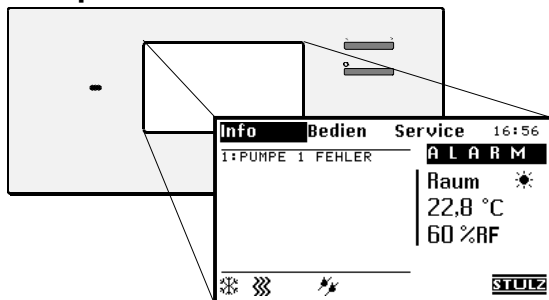 Info Bedien Service 16:56
1:PUMPE 1 FEHLER
ALARM
Raum
22,8 °C
60 %RF
STULZ